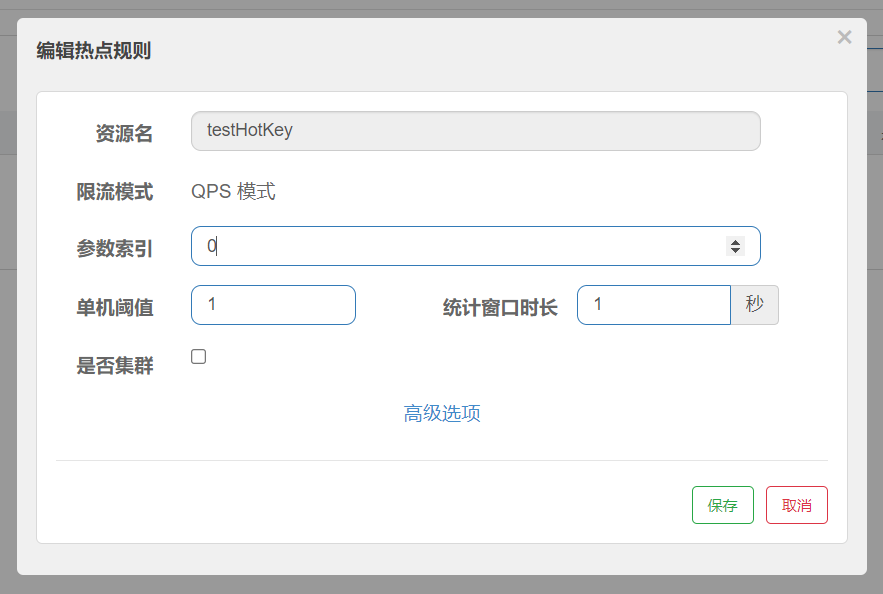 编辑热点规则
×
资源名 testHotKey
限流模式 QPS 模式
参数索引 0
单机阈值 1 统计窗口时长 1 秒
是否集群
高级选项
保存 取消